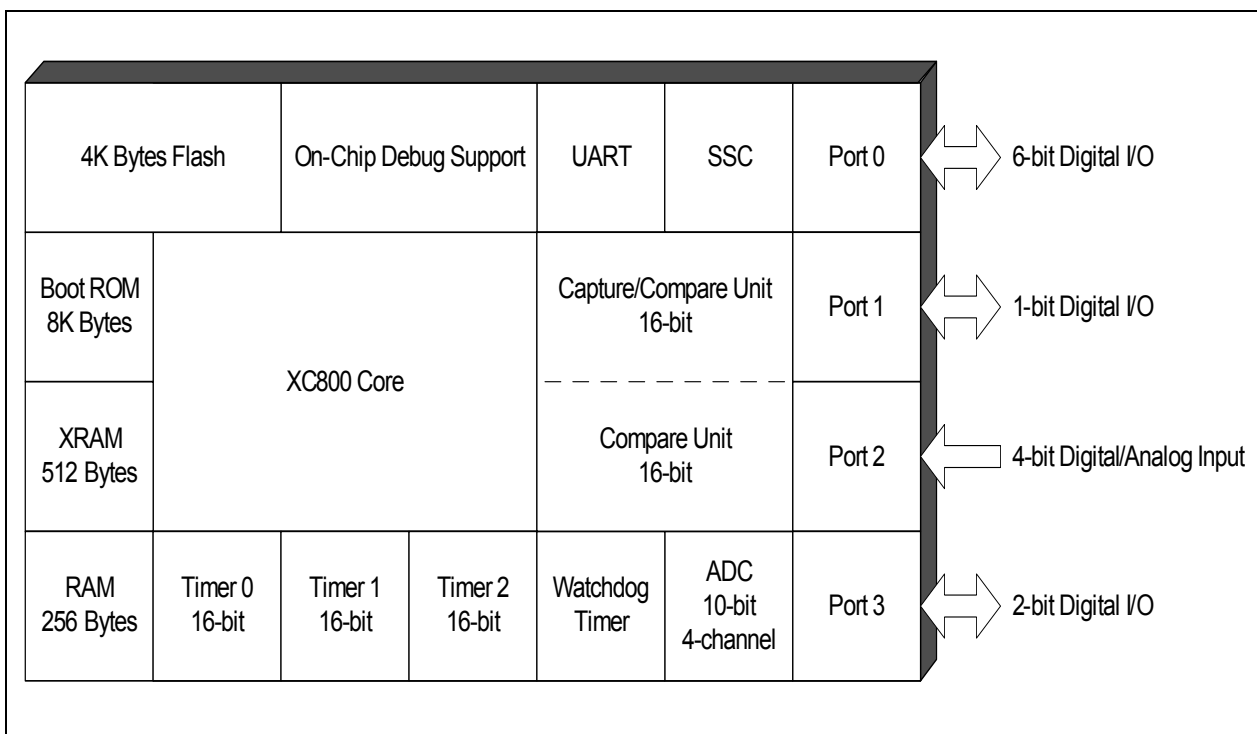 4K Bytes Flash
On-Chip Debug Support
UART
SSC
Port 0
6-bit Digital I/O
Boot ROM
8K Bytes
XC800 Core
Capture/Compare Unit
16-bit
Port 1
1-bit Digital I/O
XRAM
512 Bytes
Compare Unit
16-bit
Port 2
4-bit Digital/Analog Input
RAM
256 Bytes
Timer 0
16-bit
Timer 1
16-bit
Timer 2
16-bit
Watchdog
Timer
ADC
10-bit
4-channel
Port 3
2-bit Digital I/O